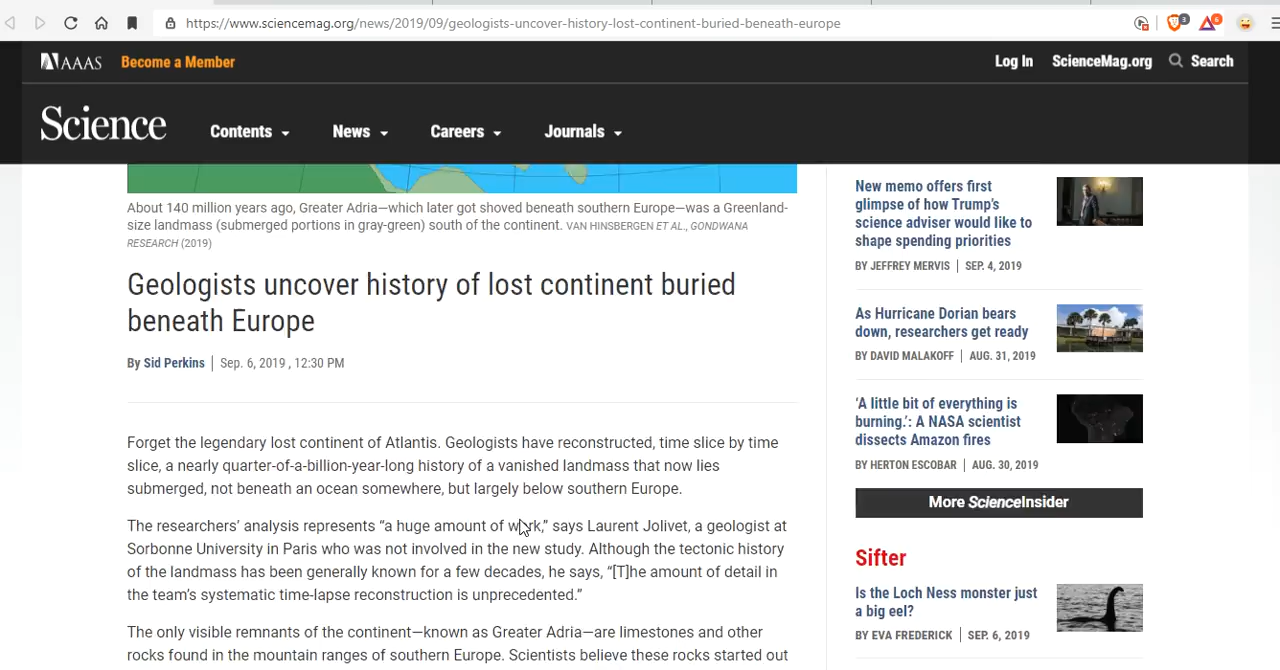 https://www.sciencemag.org/news/2019/09/geologists-uncover-history-lost-continent-buried-beneath-europe
3
6
AAAS
Become a Member
Log In
ScienceMag.org
Search
Science
Contents
News
Careers
Journals
About 140 million years ago, Greater Adria—which later got shoved beneath southern Europe—was a Greenland-
size landmass (submerged portions in gray-green) south of the continent. VAN HINSBERGEN ET AL., GONDWANA
RESEARCH (2019)
Geologists uncover history of lost continent buried
beneath Europe
By Sid Perkins | Sep. 6, 2019 , 12:30 PM
Forget the legendary lost continent of Atlantis. Geologists have reconstructed, time slice by time
slice, a nearly quarter-of-a-billion-year-long history of a vanished landmass that now lies
submerged, not beneath an ocean somewhere, but largely below southern Europe.
The researchers’ analysis represents “a huge amount of work,” says Laurent Jolivet, a geologist at
Sorbonne University in Paris who was not involved in the new study. Although the tectonic history
of the landmass has been generally known for a few decades, he says, “[T]he amount of detail in
the team’s systematic time-lapse reconstruction is unprecedented.”
The only visible remnants of the continent—known as Greater Adria—are limestones and other
rocks found in the mountain ranges of southern Europe. Scientists believe these rocks started out
New memo offers first
glimpse of how Trump’s
science adviser would like to
shape spending priorities
BY JEFFREY MERVIS | SEP. 4, 2019
As Hurricane Dorian bears
down, researchers get ready
BY DAVID MALAKOFF | AUG. 31, 2019
‘A little bit of everything is
burning.’: A NASA scientist
dissects Amazon fires
BY HERTON ESCOBAR | AUG. 30, 2019
More ScienceInsider
Sifter
Is the Loch Ness monster just
a big eel?
BY EVA FREDERICK | SEP. 6, 2019